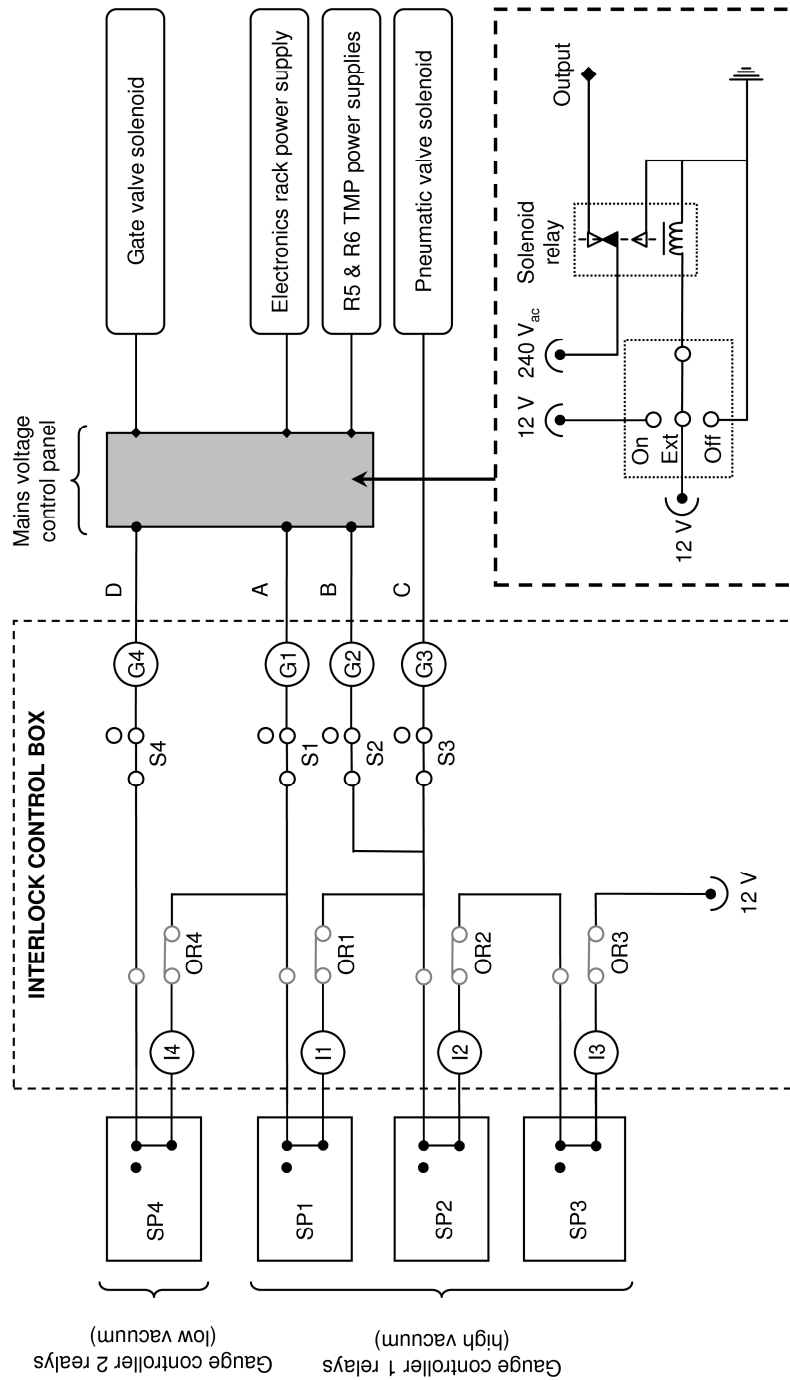 Mains voltage
control panel
Gate valve solenoid
Electronics rack power supply
R5 & R6 TMP power supplies
Pneumatic valve solenoid
D
A
B
C
INTERLOCK CONTROL BOX
G4
G1
G2
G3
S4
S1
S2
S3
OR4
OR1
OR2
OR3
I4
I1
I2
I3
12 V
SP4
SP1
SP2
SP3
Gauge controller 2 realys
(low vacuum)
Gauge controller 1 relays
(high vacuum)
Output
Solenoid
relay
240 Vac
12 V
On
Ext
Off
12 V